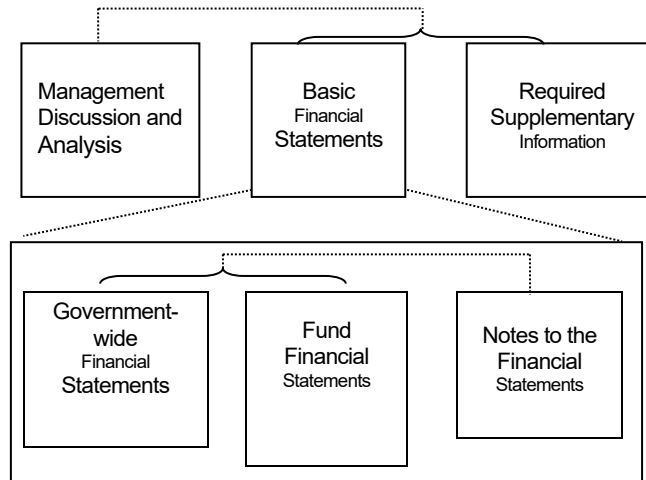 Management
Discussion and
Analysis
Basic
Financial
Statements
Required
Supplementary
Information
Government-
wide
Financial
Statements
Fund
Financial
Statements
Notes to the
Financial
Statements